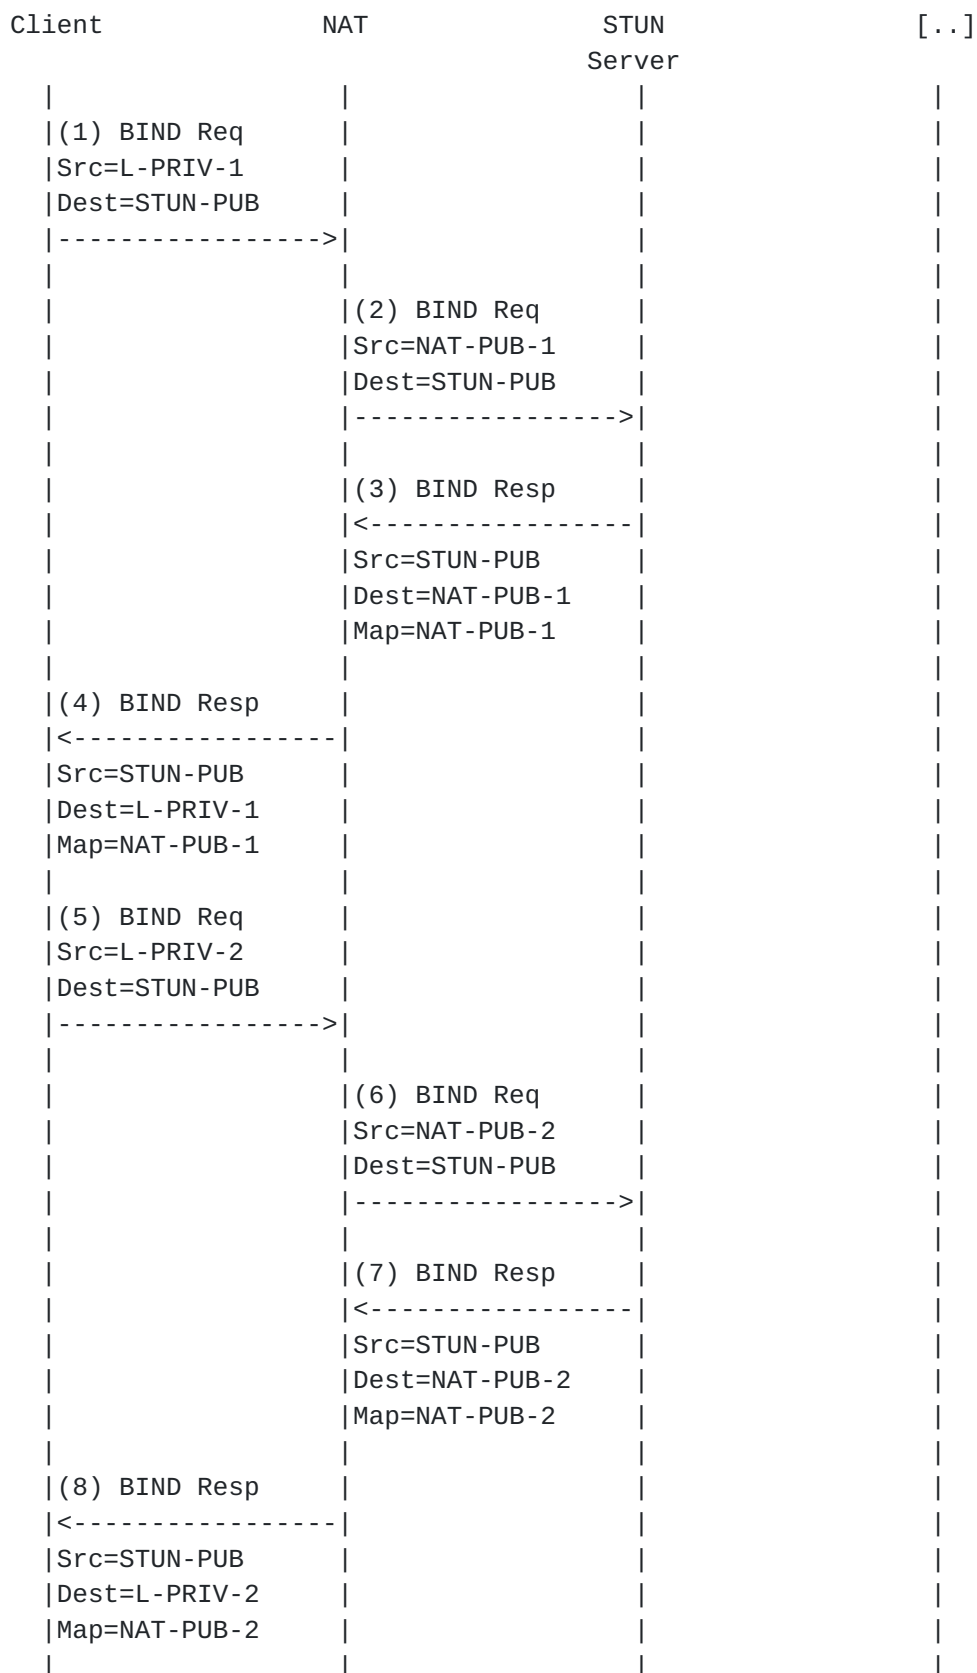 Client              NAT               STUN                [..]
                                     Server
  |                  |                  |                  |
  |(1) BIND Req      |                  |                  |
  |Src=L-PRIV-1      |                  |                  |
  |Dest=STUN-PUB     |                  |                  |
  |----------------->|                  |                  |
  |                  |                  |                  |
  |                  |(2) BIND Req      |                  |
  |                  |Src=NAT-PUB-1     |                  |
  |                  |Dest=STUN-PUB     |                  |
  |                  |----------------->|                  |
  |                  |                  |                  |
  |                  |(3) BIND Resp     |                  |
  |                  |<-----------------|                  |
  |                  |Src=STUN-PUB      |                  |
  |                  |Dest=NAT-PUB-1    |                  |
  |                  |Map=NAT-PUB-1     |                  |
  |                  |                  |                  |
  |(4) BIND Resp     |                  |                  |
  |<-----------------|                  |                  |
  |Src=STUN-PUB      |                  |                  |
  |Dest=L-PRIV-1     |                  |                  |
  |Map=NAT-PUB-1     |                  |                  |
  |                  |                  |                  |
  |(5) BIND Req      |                  |                  |
  |Src=L-PRIV-2      |                  |                  |
  |Dest=STUN-PUB     |                  |                  |
  |----------------->|                  |                  |
  |                  |                  |                  |
  |                  |(6) BIND Req      |                  |
  |                  |Src=NAT-PUB-2     |                  |
  |                  |Dest=STUN-PUB     |                  |
  |                  |----------------->|                  |
  |                  |                  |                  |
  |                  |(7) BIND Resp     |                  |
  |                  |<-----------------|                  |
  |                  |Src=STUN-PUB      |                  |
  |                  |Dest=NAT-PUB-2    |                  |
  |                  |Map=NAT-PUB-2     |                  |
  |                  |                  |                  |
  |(8) BIND Resp     |                  |                  |
  |<-----------------|                  |                  |
  |Src=STUN-PUB      |                  |                  |
  |Dest=L-PRIV-2     |                  |                  |
  |Map=NAT-PUB-2     |                  |                  |
  |                  |                  |                  |